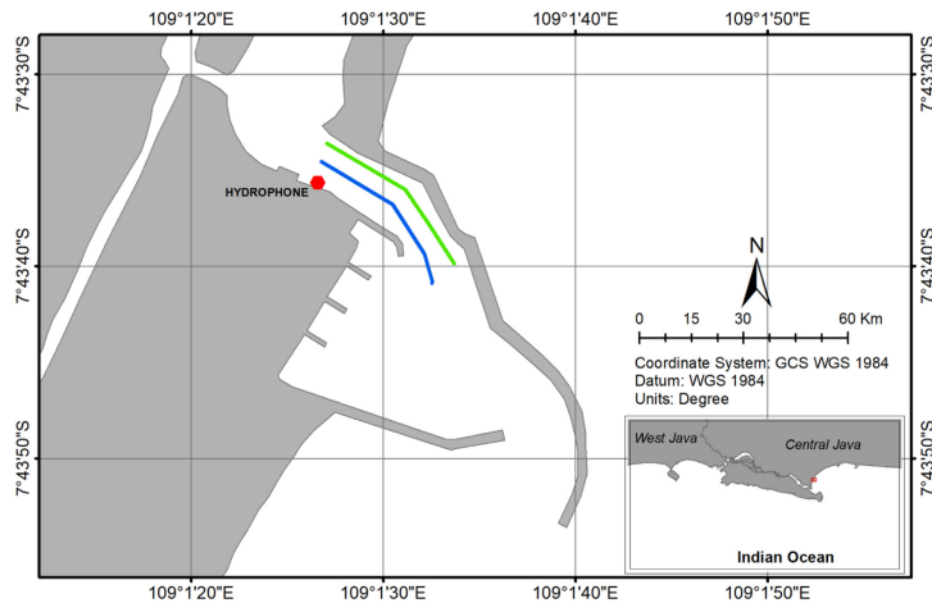 109°1'20"E 109°1'30"E 109°1'40"E 109°1'50"E
7°43'30"S 7°43'30"S
HYDROPHONE
7°43'40"S 7°43'40"S
N
0 15 30 60 Km
Coordinate System: GCS WGS 1984
Datum: WGS 1984
Units: Degree
West Java Central Java
7°43'50"S 7°43'50"S
Indian Ocean
109°1'20"E 109°1'30"E 109°1'40"E 109°1'50"E